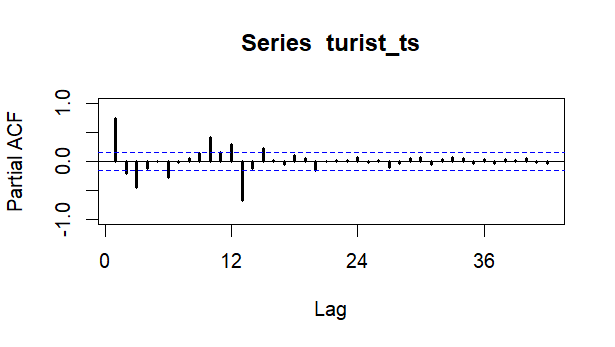 Series  turist_ts
Partial ACF
1.0
0.0
-1.0
0 12 24 36
Lag